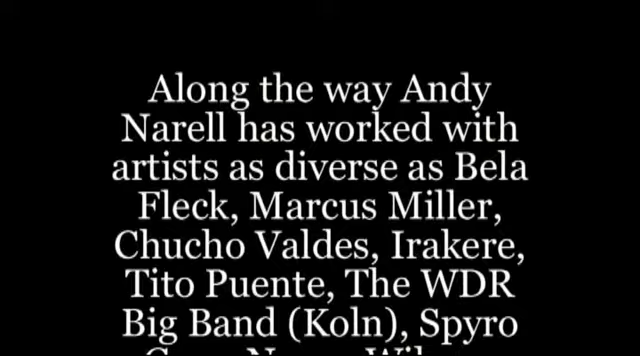 Along the way Andy
Narell has worked with
artists as diverse as Bela
Fleck, Marcus Miller,
Chucho Valdes, Irakere,
Tito Puente, The WDR
Big Band (Koln), Spyro